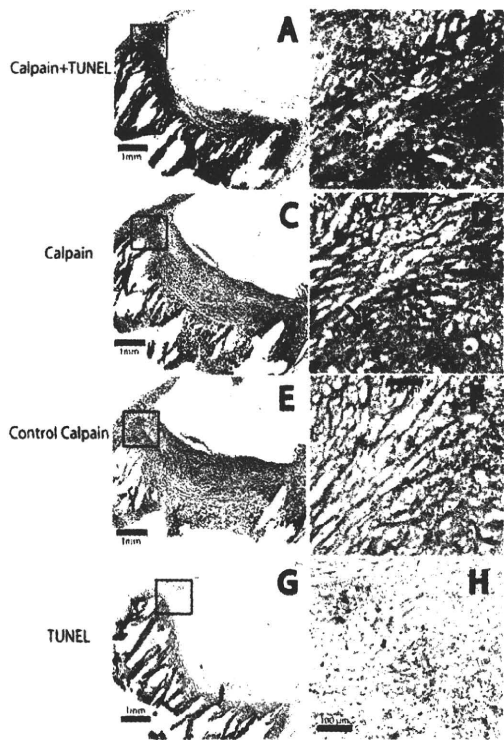 A
Calpain+TUNEL
1mm
C
D
Calpain
1mm
E
F
Control Calpain
1mm
G
H
TUNEL
1mm
100 µm